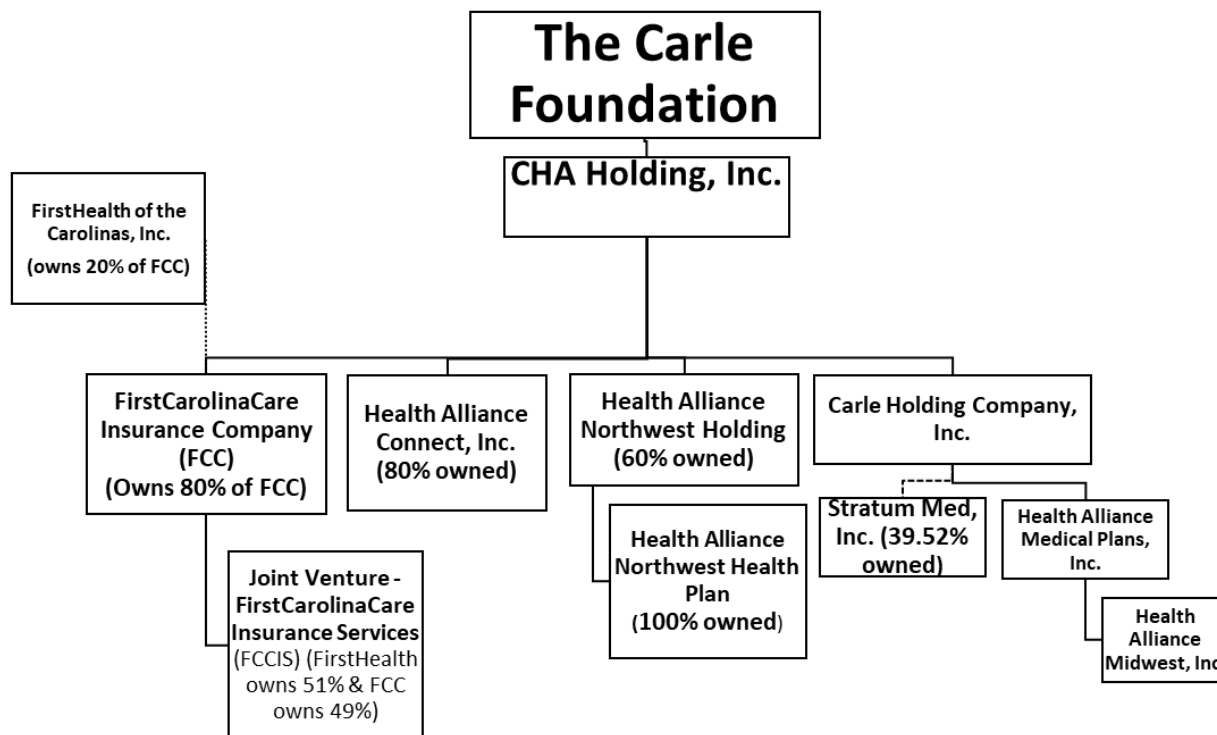 The Carle
Foundation
CHA Holding, Inc.
FirstHealth of the
Carolinas, Inc.
(owns 20% of FCC)
FirstCarolinaCare
Insurance Company
(FCC)
(Owns 80% of FCC)
Health Alliance
Connect, Inc.
(80% owned)
Health Alliance
Northwest Holding
(60% owned)
Carle Holding Company,
Inc.
Joint Venture -
FirstCarolinaCare
Insurance Services
(FCCIS) (FirstHealth
owns 51% & FCC
owns 49%)
Health Alliance
Northwest Health
Plan
(100% owned)
Stratum Med,
Inc. (39.52%
owned)
Health Alliance
Medical Plans,
Inc.
Health
Alliance
Midwest, Inc